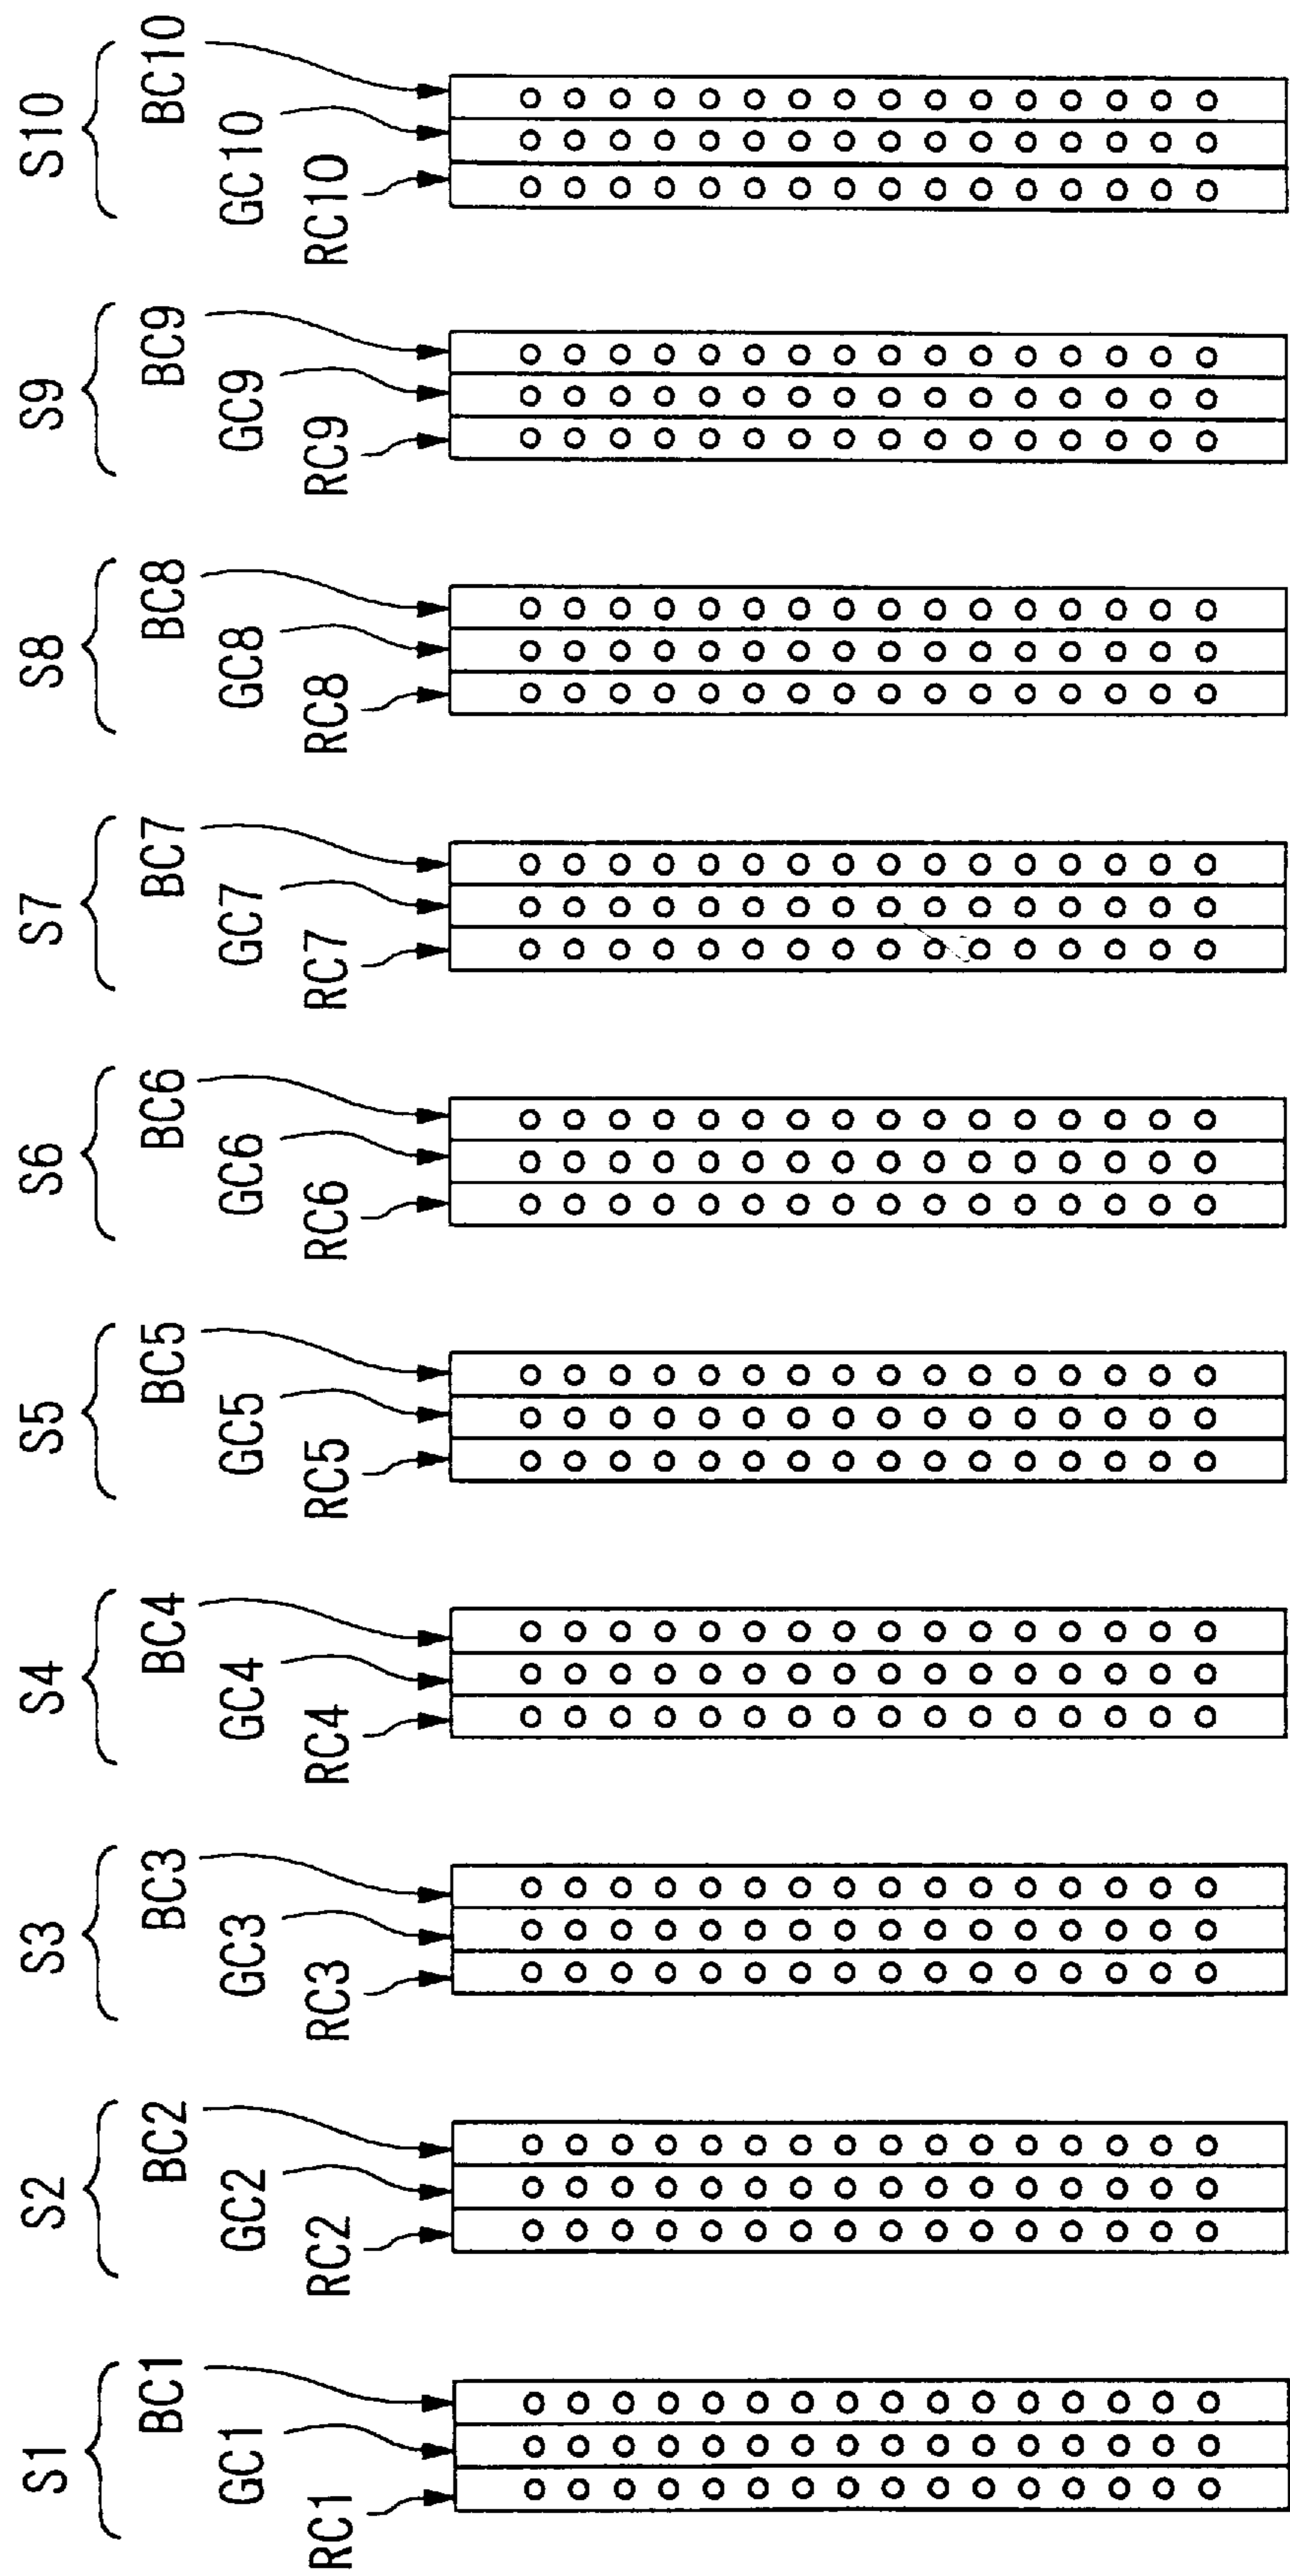 S1
BC1
GC1
RC1
S2
BC2
GC2
RC2
S3
BC3
GC3
RC3
S4
BC4
GC4
RC4
S5
BC5
GC5
RC5
S6
BC6
GC6
RC6
S7
BC7
GC7
RC7
S8
BC8
GC8
RC8
S9
BC9
GC9
RC9
S10
BC10
GC10
RC10